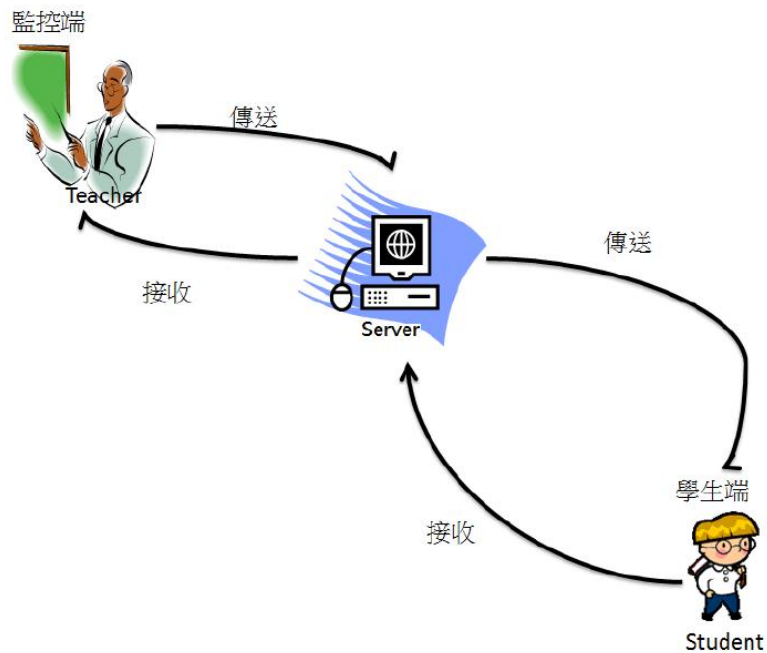 監控端
傳送
Teacher
傳送
接收
Server
學生端
接收
Student